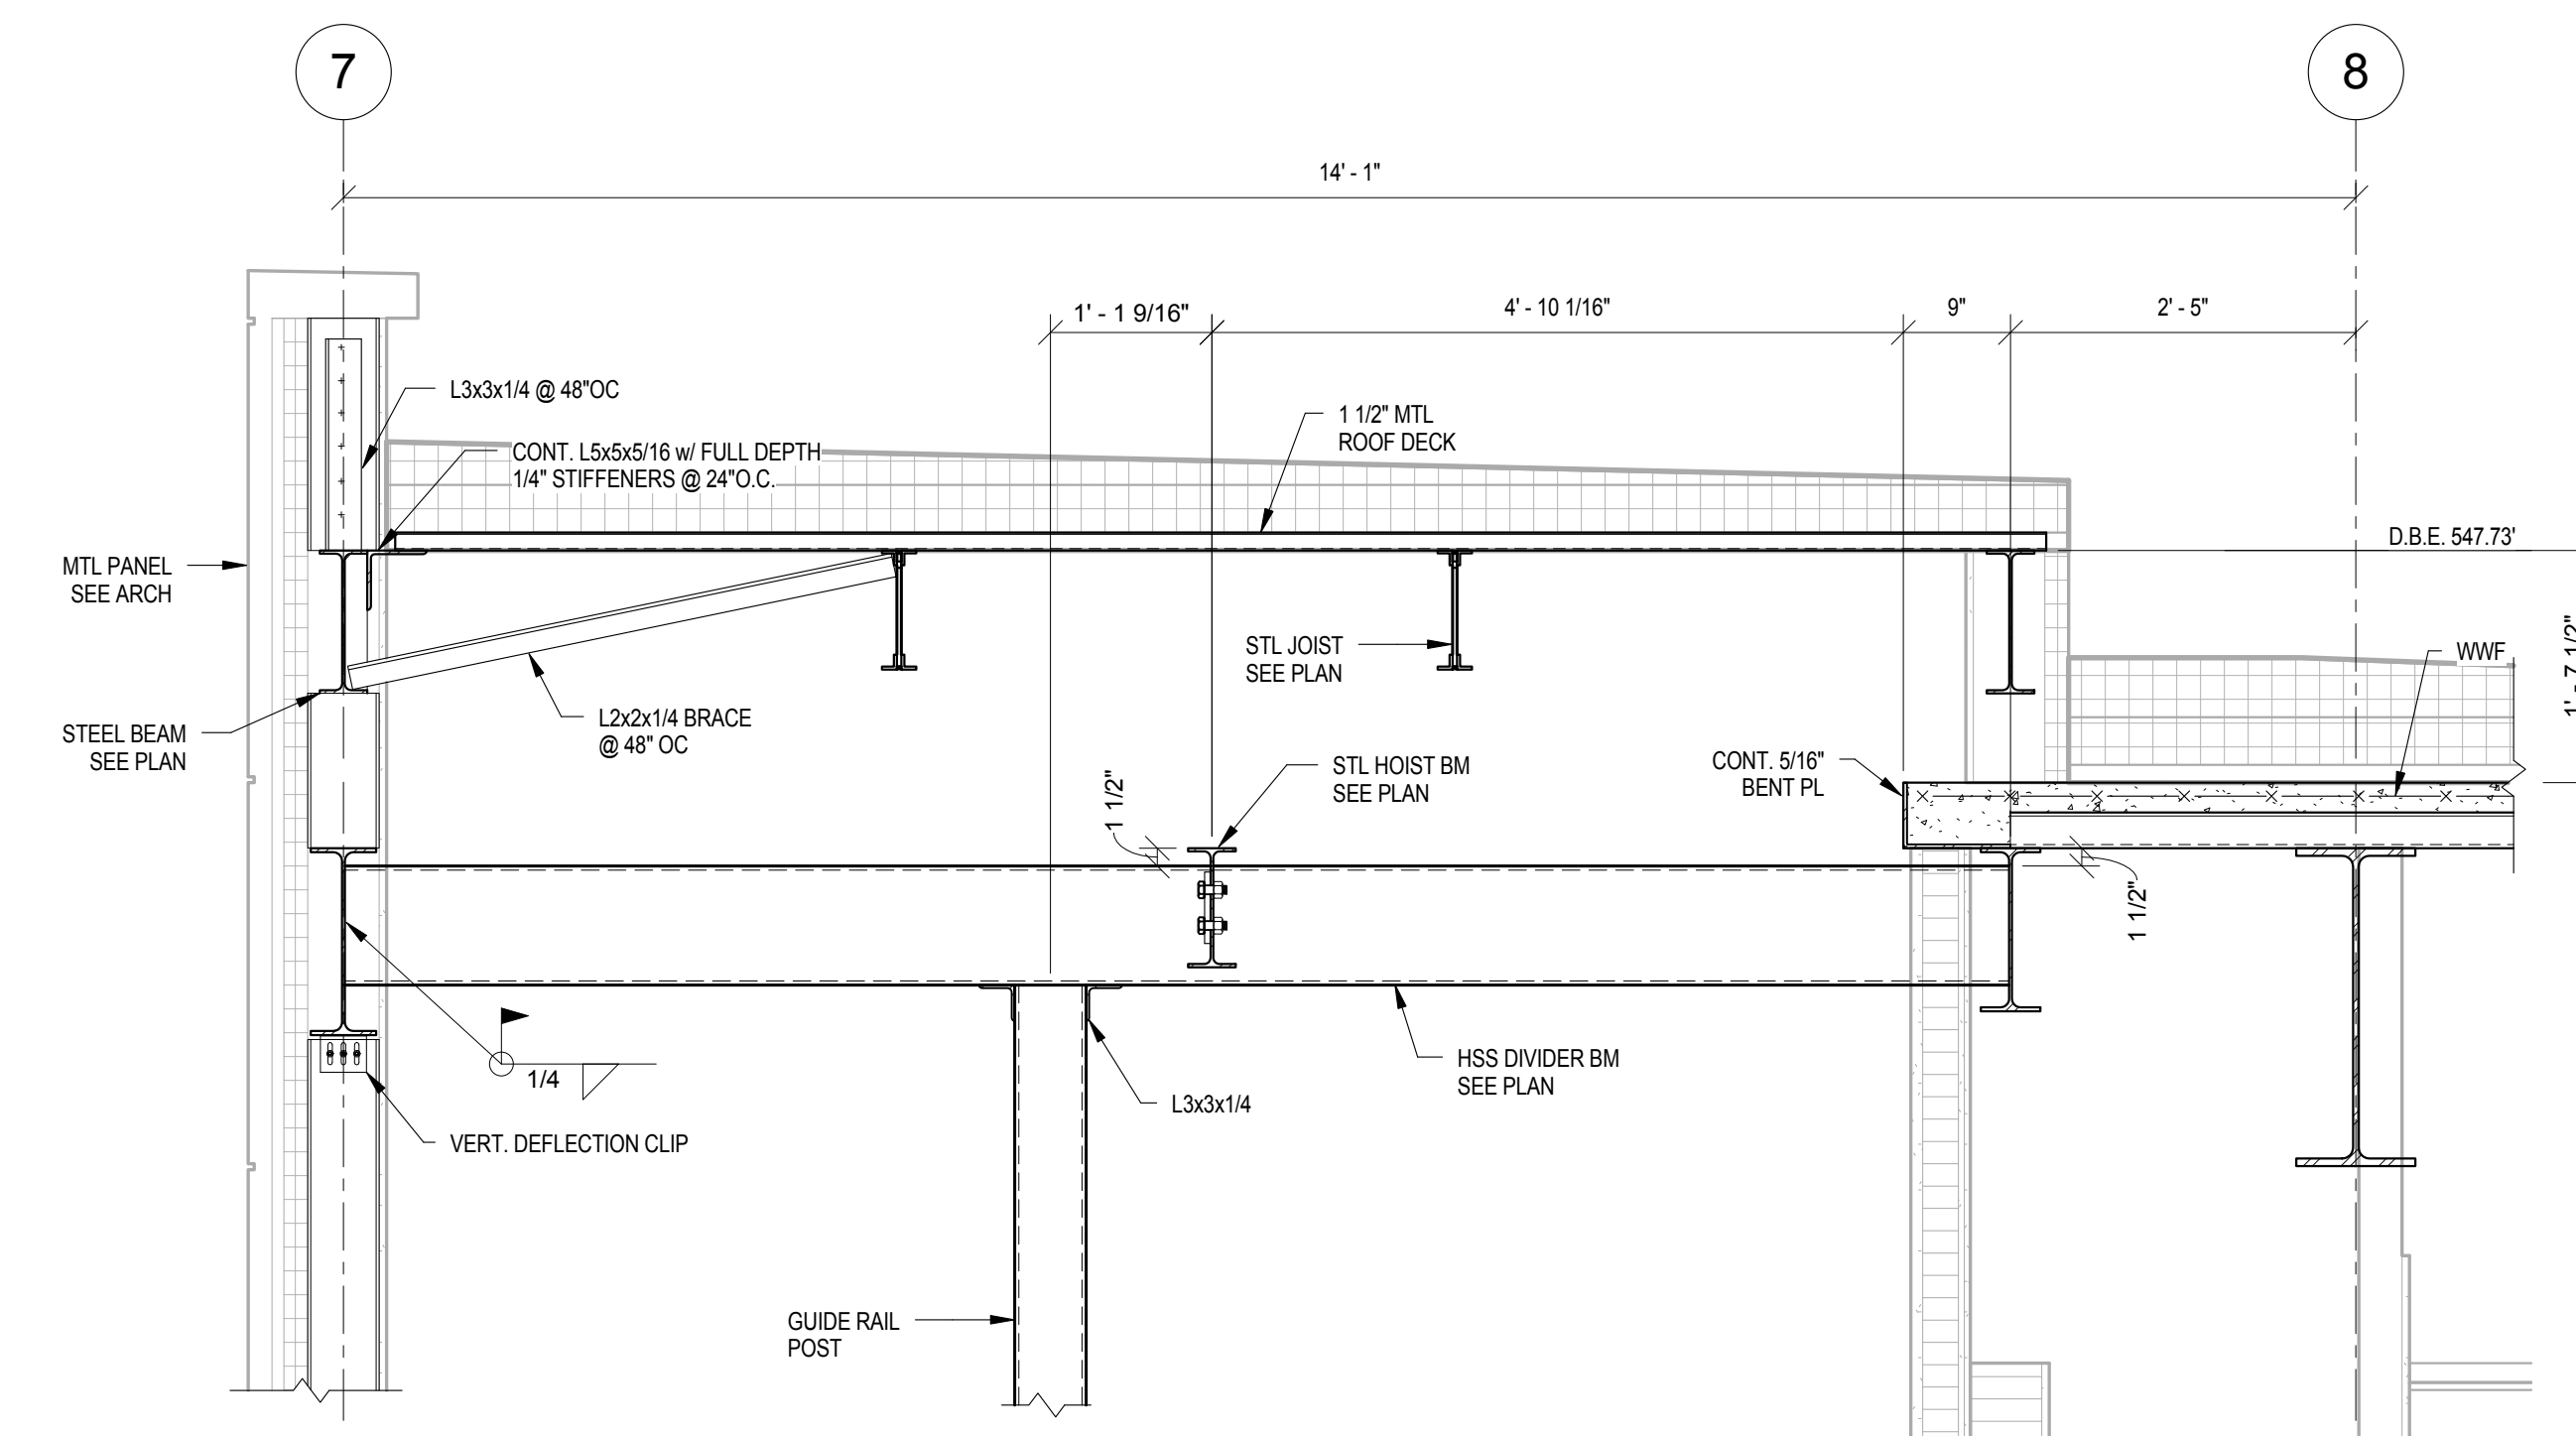 7
8
14' - 1"
1' - 1 9/16"
4' - 10 1/16"
9"
2' - 5"
L3x3x1/4 @ 48"OC
1 1/2" MTL
ROOF DECK
CONT. L5x5x5/16 w/ FULL DEPTH
1/4" STIFFENERS @ 24"O.C.
D.B.E. 547.73'
MTL PANEL
SEE ARCH
STL JOIST
SEE PLAN
WWF
1' - 7 1/2"
STEEL BEAM
SEE PLAN
L2x2x1/4 BRACE
@ 48" OC
STL HOIST BM
SEE PLAN
CONT. 5/16"
BENT PL
1 1/2"
1 1/2"
1/4
HSS DIVIDER BM
SEE PLAN
L3x3x1/4
VERT. DEFLECTION CLIP
GUIDE RAIL
POST